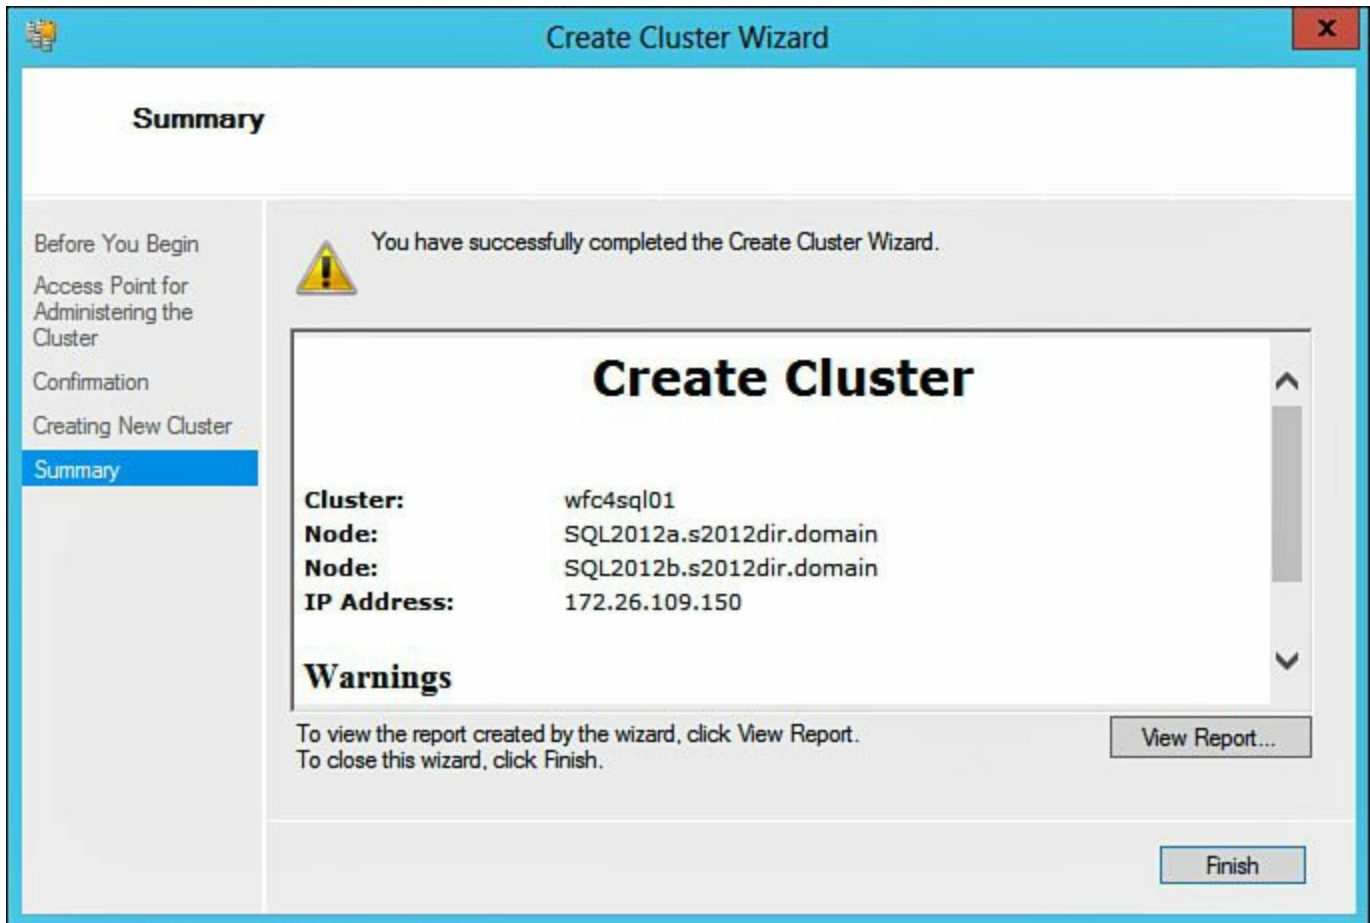 Create Cluster Wizard
x
Summary
Before You Begin
Access Point for
Administering the
Cluster
Confirmation
Creating New Cluster
Summary
You have successfully completed the Create Cluster Wizard.
Create Cluster
Cluster: wfc4sql01
Node: SQL2012a.s2012dir.domain
Node: SQL2012b.s2012dir.domain
IP Address: 172.26.109.150
Warnings
To view the report created by the wizard, click View Report.
To close this wizard, click Finish.
View Report...
Finish